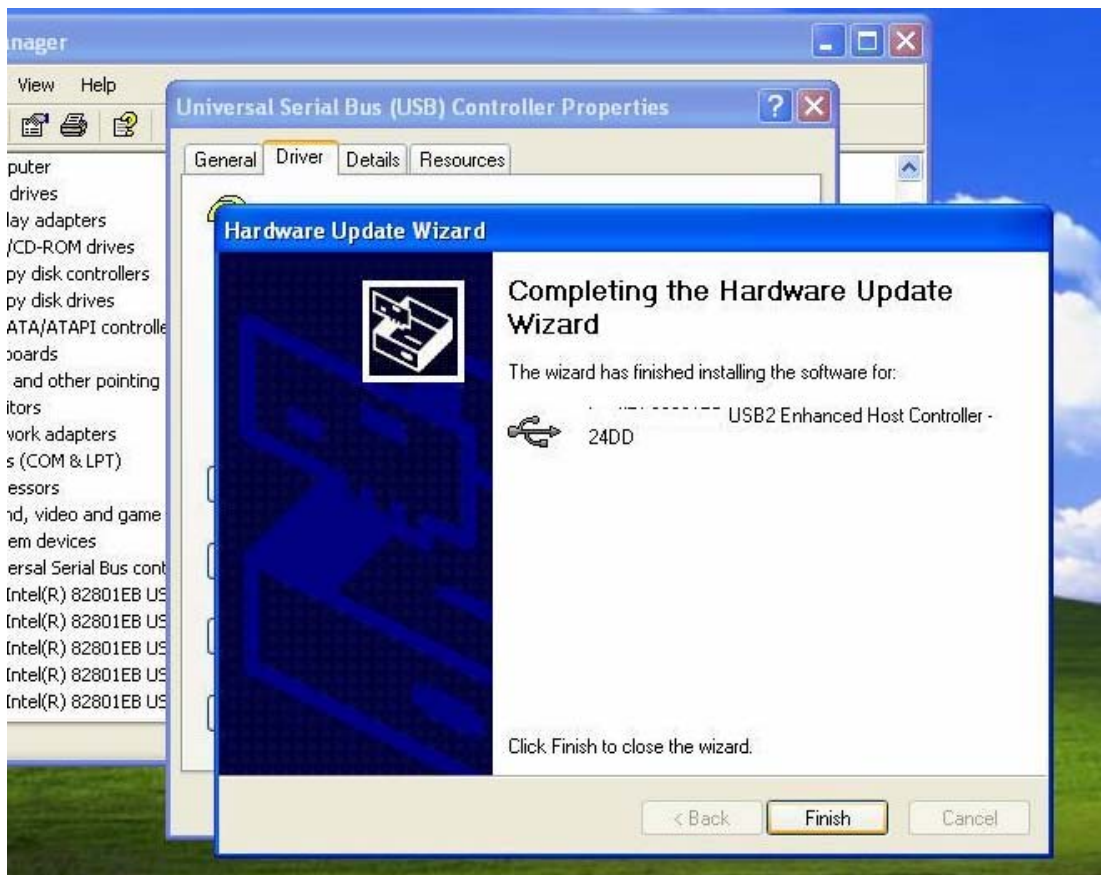 anager
View Help
Universal Serial Bus (USB) Controller Properties
General Driver Details Resources
puter
drives
lay adapters
/CD-ROM drives
py disk controllers
py disk drives
ATA/ATAPI controlle
boards
and other pointing
itors
work adapters
s (COM & LPT)
essors
nd, video and game
em devices
ersal Serial Bus cont
Intel(R) 82801EB US
Intel(R) 82801EB US
Intel(R) 82801EB US
Intel(R) 82801EB US
Intel(R) 82801EB US
Hardware Update Wizard
Completing the Hardware Update
Wizard
The wizard has finished installing the software for:
USB2 Enhanced Host Controller -
24DD
Click Finish to close the wizard.
< Back Finish Cancel